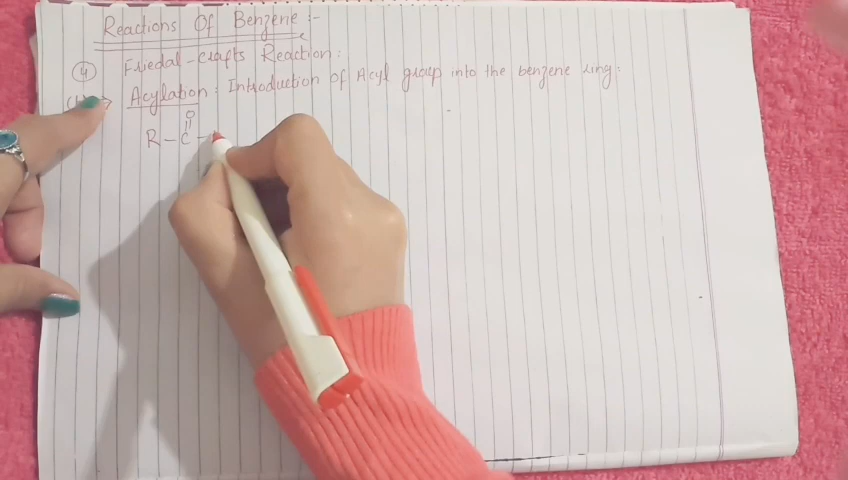 Reactions Of Benzene :-
④ Friedal-Crafts Reaction :
Acylation : Introduction of Acyl group into the benzene ring :
O
R - C -